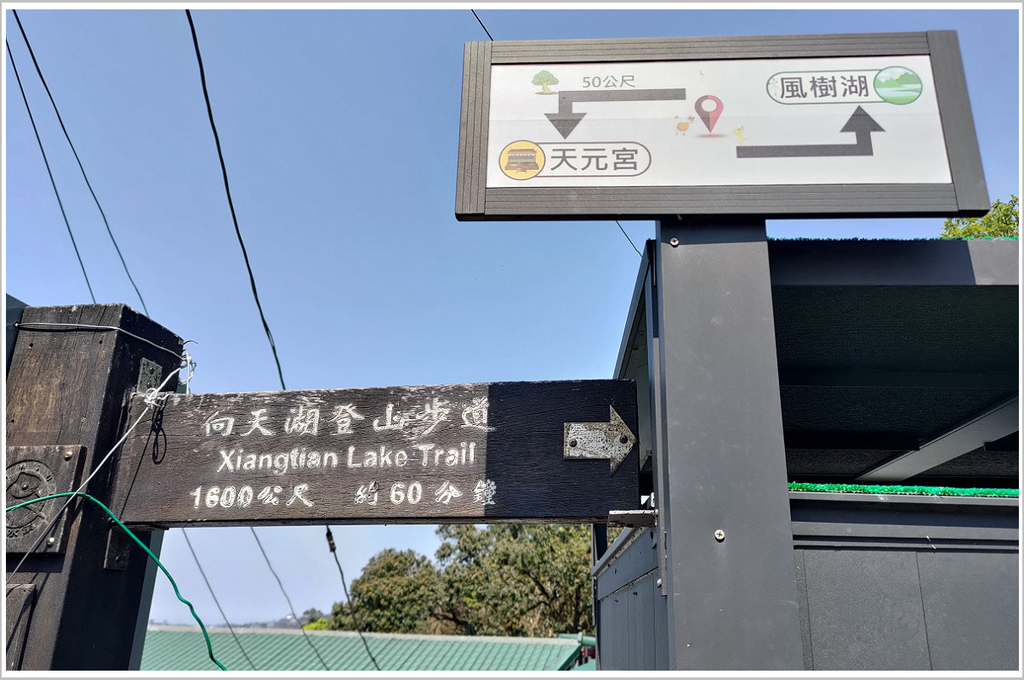 50公尺
風樹湖
天元宮
向天湖登山步道
Xiangtian Lake Trail
1600公尺 約60分鐘